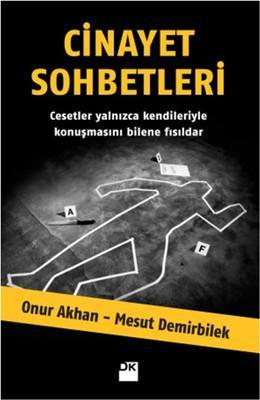 CİNAYET
SOHBETLERİ
Cesetler yalnızca kendileriyle
konuşmasını bilene fısıldar
A
F
Onur Akhan – Mesut Demirbilek
DK